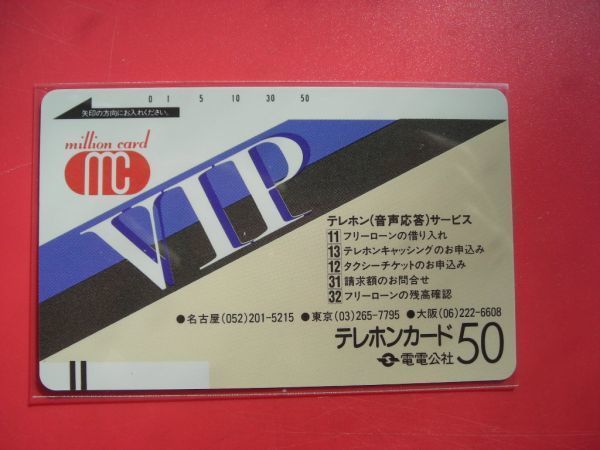 0 1 5 10 30 50
矢印の方向にお入れください。
million card
mc
VIP
テレホン(音声応答)サービス
11 フリーローンの借り入れ
13 テレホンキャッシングのお申込み
12 タクシーチケットのお申込み
31 請求額のお問合せ
32 フリーローンの残高確認
●名古屋(052)201-5215 ●東京(03)265-7795 ●大阪(06)222-6608
テレホンカード 50
電電公社